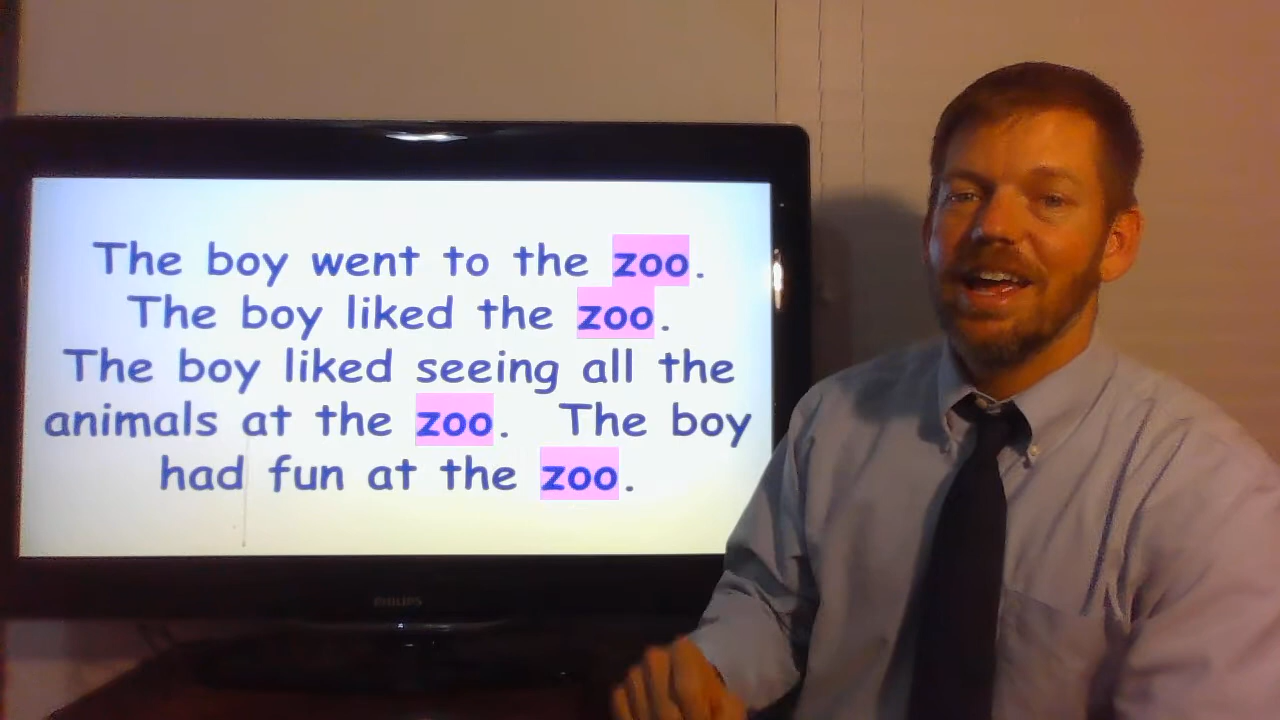 The boy went to the zoo.
The boy liked the zoo.
The boy liked seeing all the
animals at the zoo. The boy
had fun at the zoo.
PHILIPS